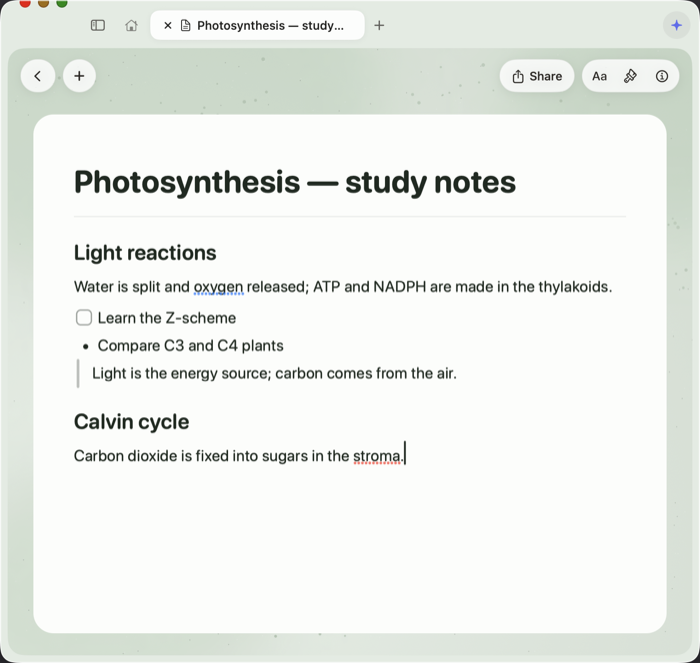 Photosynthesis — study...
Share
Aa
Photosynthesis — study notes
Light reactions
Water is split and oxygen released; ATP and NADPH are made in the thylakoids.
Learn the Z-scheme
• Compare C3 and C4 plants
Light is the energy source; carbon comes from the air.
Calvin cycle
Carbon dioxide is fixed into sugars in the stroma.